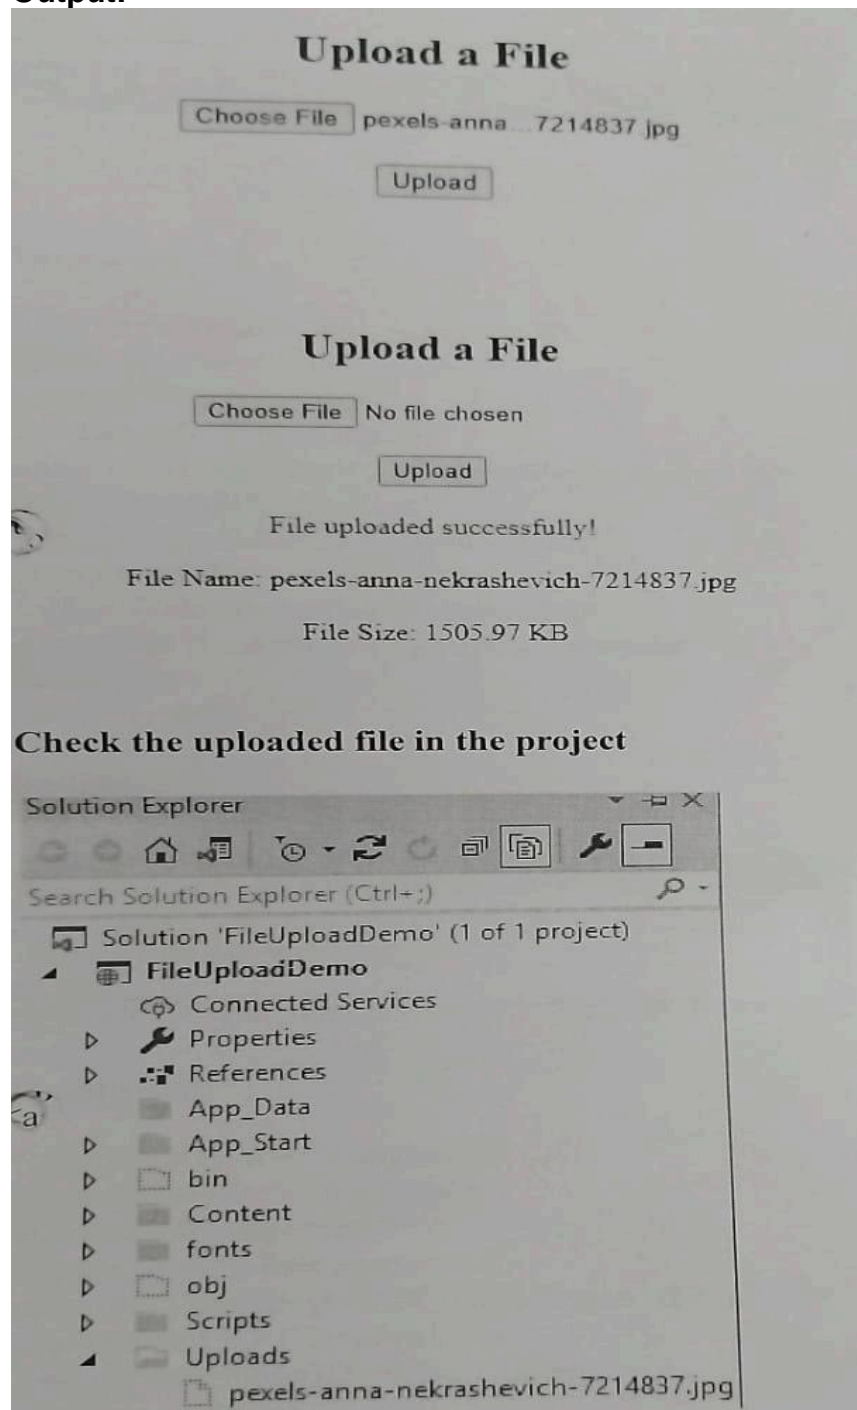 Output:
Upload a File
Choose File pexels-anna...7214837.jpg
Upload
Upload a File
Choose File No file chosen
Upload
File uploaded successfully!
File Name: pexels-anna-nekrashevich-7214837.jpg
File Size: 1505.97 KB
Check the uploaded file in the project
Solution Explorer
Search Solution Explorer (Ctrl+;)
Solution 'FileUploadDemo' (1 of 1 project)
FileUploadDemo
Connected Services
Properties
References
App_Data
<a
App_Start
bin
Content
fonts
obj
Scripts
Uploads
pexels-anna-nekrashevich-7214837.jpg